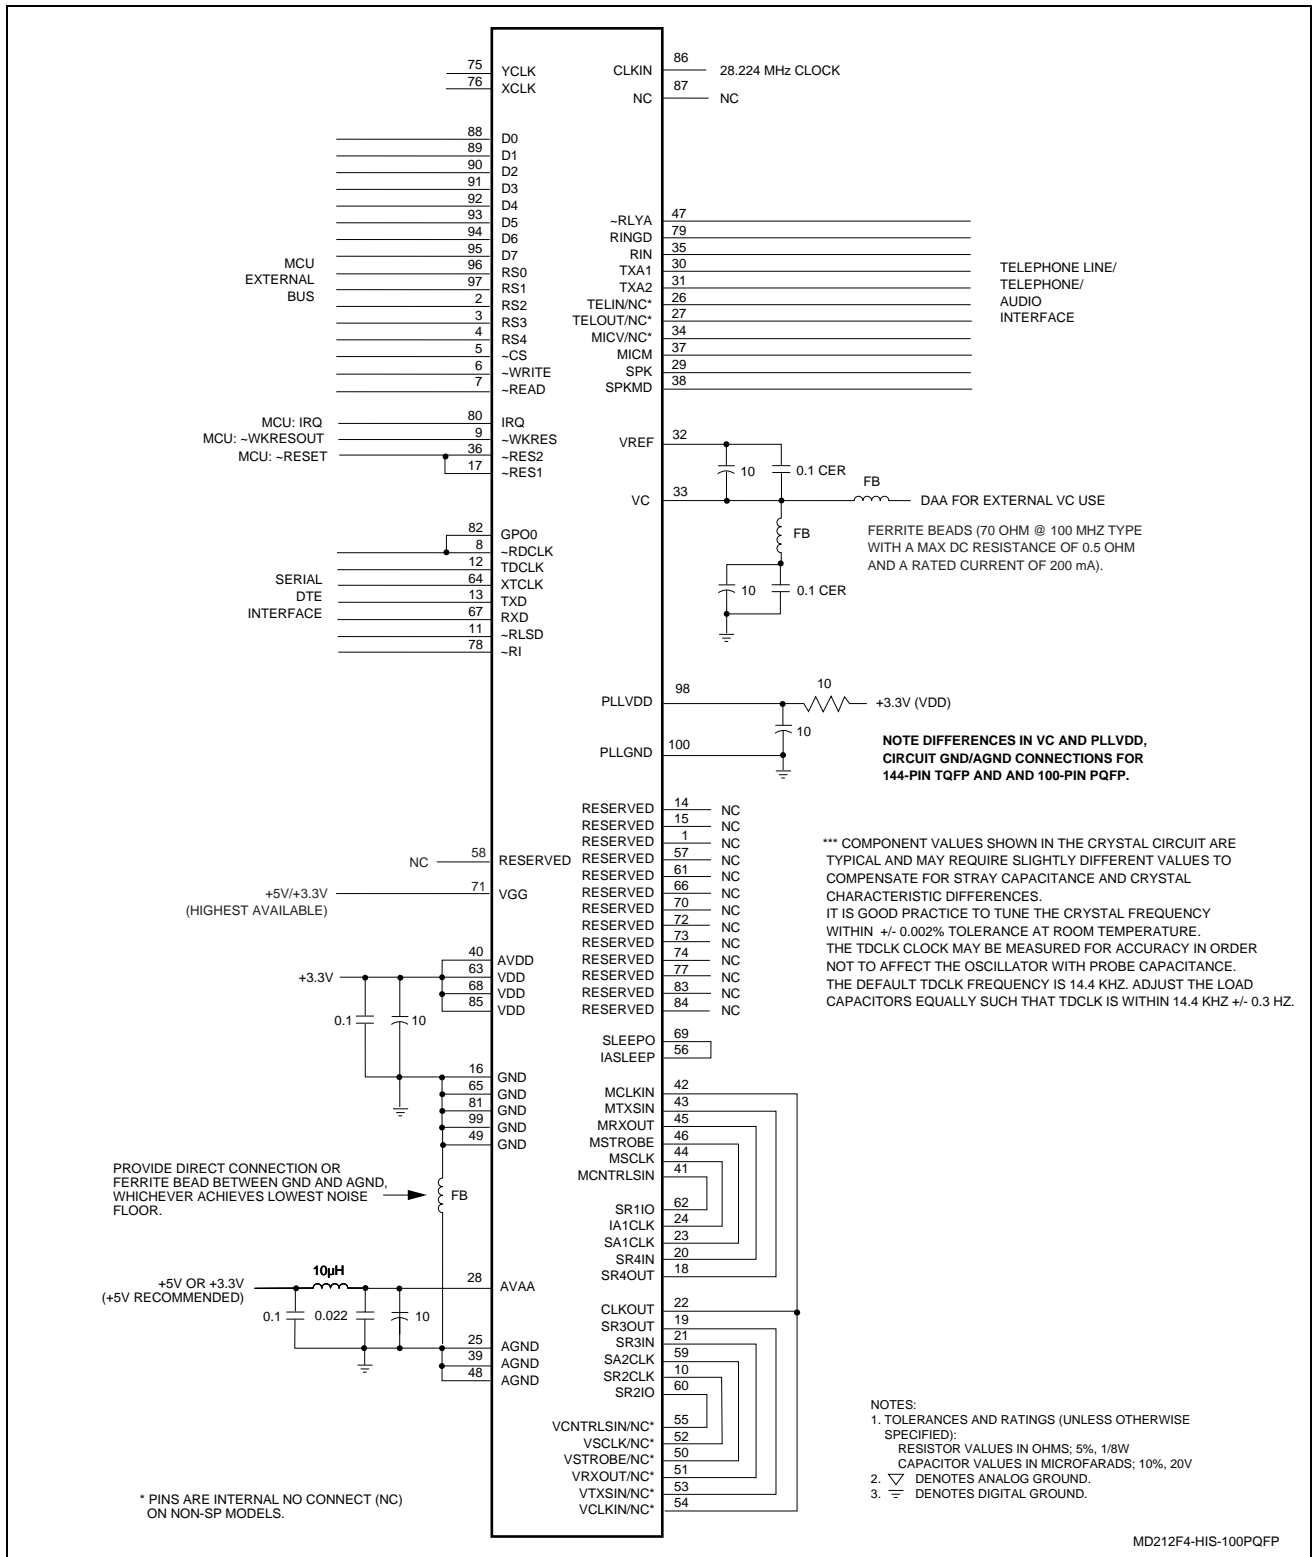 75 YCLK
76 XCLK
88 D0
89 D1
90 D2
91 D3
92 D4
93 D5
94 D6
95 D7
96 RS0
97 RS1
2 RS2
3 RS3
4 RS4
5 ~CS
6 ~WRITE
7 ~READ
MCU
EXTERNAL
BUS
MCU: IRQ 80 IRQ
MCU: ~WKRESOUT 9 ~WKRES
MCU: ~RESET 36 ~RES2
17 ~RES1
82 GPO0
8 ~RDCLK
12 TDCLK
64 XTCLK
13 TXD
67 RXD
11 ~RLSD
78 ~RI
SERIAL
DTE
INTERFACE
NC 58 RESERVED
+5V/+3.3V 71 VGG
(HIGHEST AVAILABLE)
+3.3V
40 AVDD
63 VDD
68 VDD
85 VDD
0.1 10
16 GND
65 GND
81 GND
99 GND
49 GND
PROVIDE DIRECT CONNECTION OR
FERRITE BEAD BETWEEN GND AND AGND,
WHICHEVER ACHIEVES LOWEST NOISE
FLOOR.
FB
10µH
+5V OR +3.3V
(+5V RECOMMENDED)
28 AVAA
0.1 0.022 10
25 AGND
39 AGND
48 AGND
* PINS ARE INTERNAL NO CONNECT (NC)
ON NON-SP MODELS.
CLKIN 86 28.224 MHz CLOCK
NC 87 NC
~RLYA 47
RINGD 79
RIN 35
TXA1 30
TXA2 31
TELIN/NC* 26
TELOUT/NC* 27
MICV/NC* 34
MICM 37
SPK 29
SPKMD 38
TELEPHONE LINE/
TELEPHONE/
AUDIO
INTERFACE
VREF 32
10 0.1 CER
VC 33
FB DAA FOR EXTERNAL VC USE
FB
10 0.1 CER
FERRITE BEADS (70 OHM @ 100 MHZ TYPE
WITH A MAX DC RESISTANCE OF 0.5 OHM
AND A RATED CURRENT OF 200 mA).
PLLVDD 98 10 +3.3V (VDD)
10
PLLGND 100
NOTE DIFFERENCES IN VC AND PLLVDD,
CIRCUIT GND/AGND CONNECTIONS FOR
144-PIN TQFP AND AND 100-PIN PQFP.
RESERVED 14 NC
RESERVED 15 NC
RESERVED 1 NC
RESERVED 57 NC
RESERVED 61 NC
RESERVED 66 NC
RESERVED 70 NC
RESERVED 72 NC
RESERVED 73 NC
RESERVED 74 NC
RESERVED 77 NC
RESERVED 83 NC
RESERVED 84 NC
*** COMPONENT VALUES SHOWN IN THE CRYSTAL CIRCUIT ARE
TYPICAL AND MAY REQUIRE SLIGHTLY DIFFERENT VALUES TO
COMPENSATE FOR STRAY CAPACITANCE AND CRYSTAL
CHARACTERISTIC DIFFERENCES.
IT IS GOOD PRACTICE TO TUNE THE CRYSTAL FREQUENCY
WITHIN +/- 0.002% TOLERANCE AT ROOM TEMPERATURE.
THE TDCLK CLOCK MAY BE MEASURED FOR ACCURACY IN ORDER
NOT TO AFFECT THE OSCILLATOR WITH PROBE CAPACITANCE.
THE DEFAULT TDCLK FREQUENCY IS 14.4 KHZ. ADJUST THE LOAD
CAPACITORS EQUALLY SUCH THAT TDCLK IS WITHIN 14.4 KHZ +/- 0.3 HZ.
SLEEPO 69
IASLEEP 56
MCLKIN 42
MTXSIN 43
MRXOUT 45
MSTROBE 46
MSCLK 44
MCNTRLSIN 41
SR1IO 62
IA1CLK 24
SA1CLK 23
SR4IN 20
SR4OUT 18
CLKOUT 22
SR3OUT 19
SR3IN 21
SA2CLK 59
SR2CLK 10
SR2IO 60
VCNTRLSIN/NC* 55
VSCLK/NC* 52
VSTROBE/NC* 50
VRXOUT/NC* 51
VTXSIN/NC* 53
VCLKIN/NC* 54
NOTES:
1. TOLERANCES AND RATINGS (UNLESS OTHERWISE
SPECIFIED):
RESISTOR VALUES IN OHMS; 5%, 1/8W
CAPACITOR VALUES IN MICROFARADS; 10%, 20V
2. DENOTES ANALOG GROUND.
3. DENOTES DIGITAL GROUND.
MD212F4-HIS-100PQFP